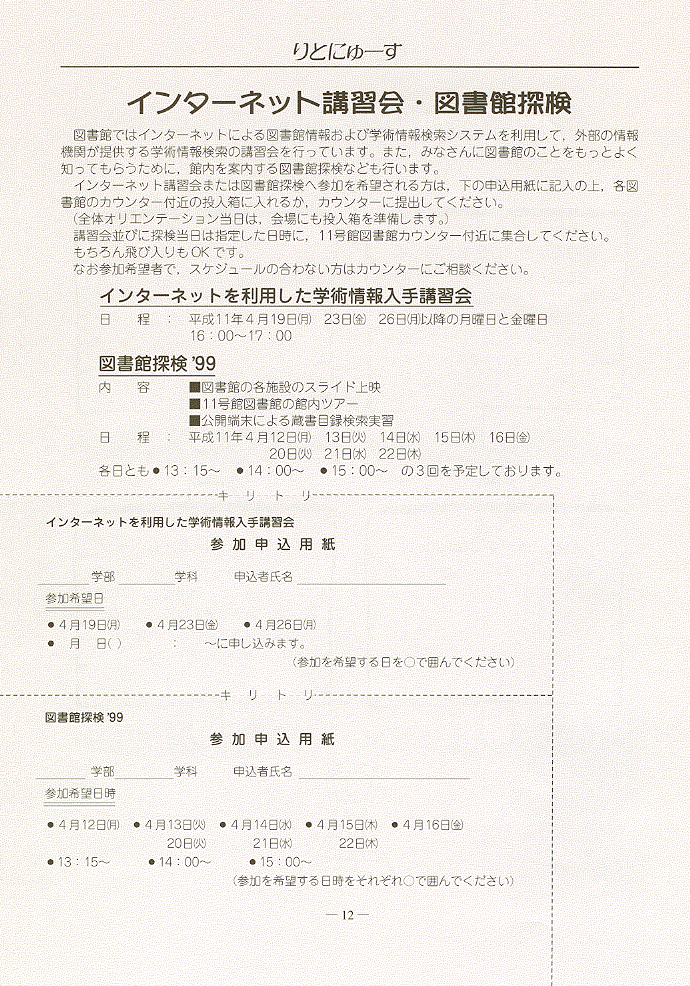 りとにゅーす
インターネット講習会・図書館探検
図書館ではインターネットによる図書館情報および学術情報検索システムを利用して，外部の情報
機関が提供する学術情報検索の講習会を行っています。また，みなさんに図書館のことをもっとよく
知ってもらうために，館内を案内する図書館探検なども行います。
インターネット講習会または図書館探検へ参加を希望される方は，下の申込用紙に記入の上，各図
書館のカウンター付近の投入箱に入れるか，カウンターに提出してください。
（全体オリエンテーション当日は，会場にも投入箱を準備します。）
講習会並びに探検当日は指定した日時に，11号館図書館カウンター付近に集合してください。
もちろん飛び入りもOKです。
なお参加希望者で，スケジュールの合わない方はカウンターにご相談ください。
インターネットを利用した学術情報入手講習会
日　程　：　平成11年４月19日㈪　23日㈮　26日㈪以降の月曜日と金曜日
16：00～17：00
図書館探検 '99
内　容　■図書館の各施設のスライド上映
■11号館図書館の館内ツアー
■公開端末による蔵書目録検索実習
日　程　：　平成11年４月12日㈪　13日㈫　14日㈬　15日㈭　16日㈮
20日㈫　21日㈬　22日㈭
各日とも●13：15～　●14：00～　●15：00～　の３回を予定しております。
キ　リ　ト　リ
インターネットを利用した学術情報入手講習会
参加申込用紙
______学部______学科　申込者氏名______
参加希望日
●４月19日㈪　●４月23日㈮　●４月26日㈪
●　月　日(　)　　：　　～に申し込みます。
（参加を希望する日を○で囲んでください）
キ　リ　ト　リ
図書館探検 '99
参加申込用紙
______学部______学科　申込者氏名______
参加希望日時
●４月12日㈪　●４月13日㈫　●４月14日㈬　●４月15日㈭　●４月16日㈮
20日㈫　21日㈬　22日㈭
●13：15～　●14：00～　●15：00～
（参加を希望する日時をそれぞれ○で囲んでください）
― 12 ―